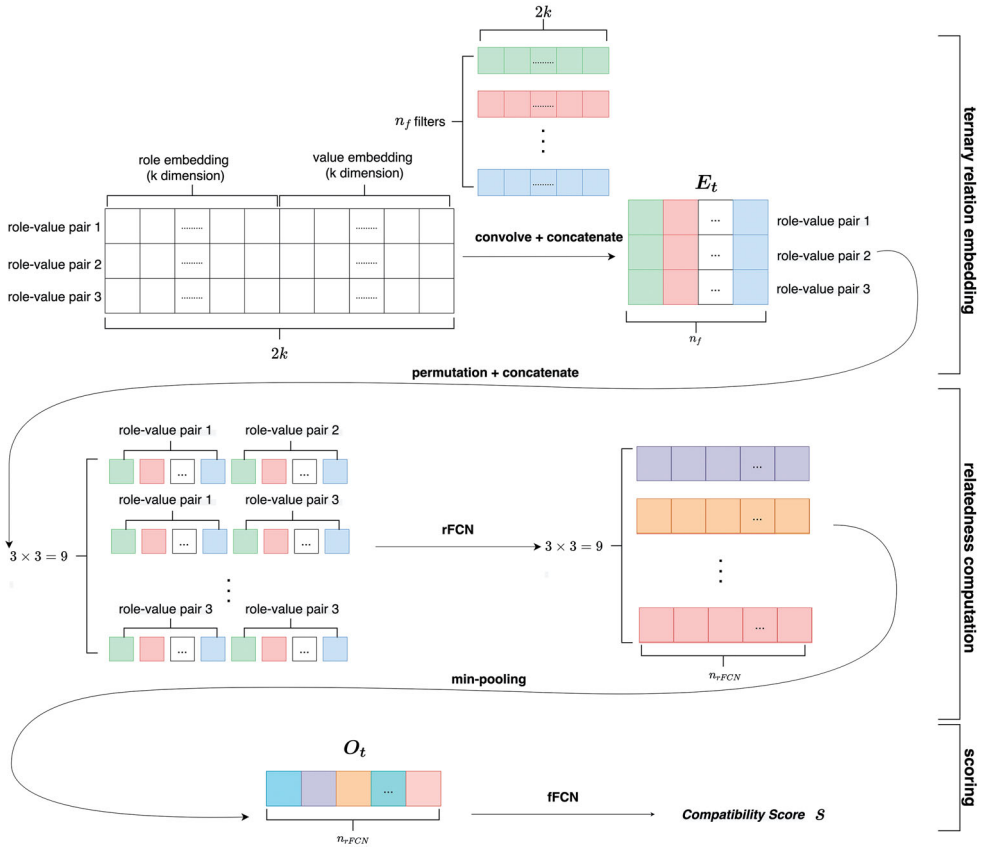 2k
.........
.........
n_f filters
.........
role embedding
(k dimension)
value embedding
(k dimension)
E_t
role-value pair 1
......... .........
role-value pair 2
......... .........
role-value pair 3
......... .........
convolve + concatenate
... role-value pair 1
... role-value pair 2
... role-value pair 3
2k
n_f
ternary relation embedding
permutation + concatenate
role-value pair 1 role-value pair 2
... ...
role-value pair 1 role-value pair 3
... ...
role-value pair 3 role-value pair 3
... ...
3 × 3 = 9
rFCN
3 × 3 = 9
...
...
...
n_{rFCN}
relatedness computation
min-pooling
O_t
...
n_{rFCN}
fFCN
Compatibility Score s
scoring